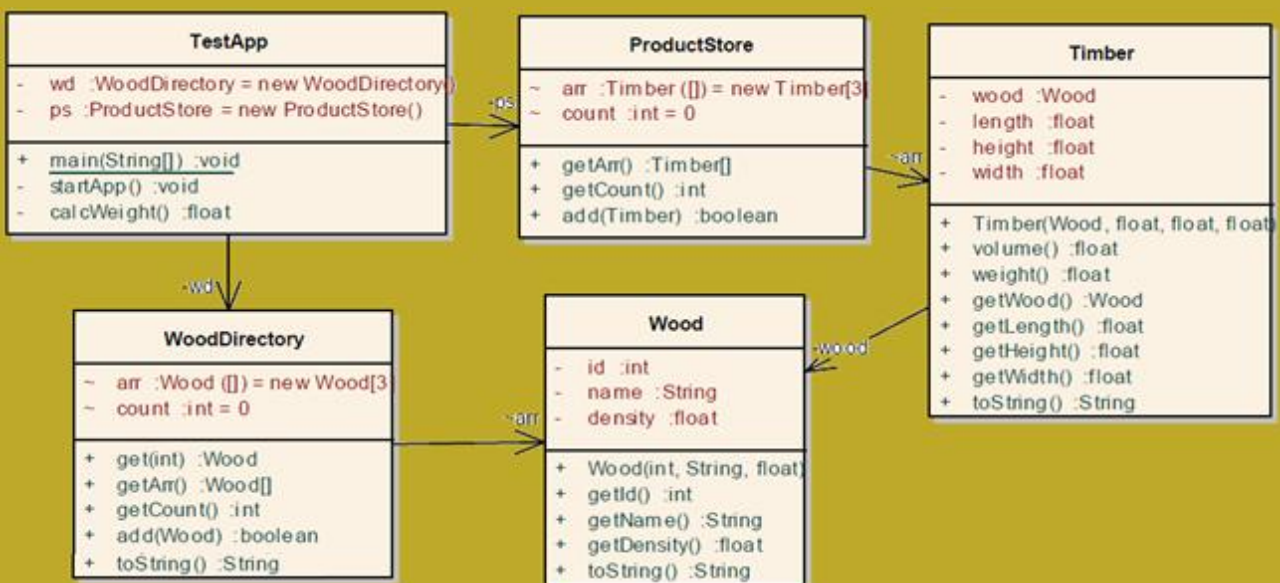 TestApp
- wd :WoodDirectory = new WoodDirectory()
- ps :ProductStore = new ProductStore()
+ main(String[]) :void
- startApp() :void
- calcWeight() :float
-ps
ProductStore
~ arr :Timber ([]) = new Timber[3]
~ count :int = 0
+ getArr() :Timber[]
+ getCount() :int
+ add(Timber) :boolean
~arr
Timber
- wood :Wood
- length :float
- height :float
- width :float
+ Timber(Wood, float, float, float)
+ volume() :float
+ weight() :float
+ getWood() :Wood
+ getLength() :float
+ getHeight() :float
+ getWidth() :float
+ toString() :String
-wd
WoodDirectory
~ arr :Wood ([]) = new Wood[3
~ count :int = 0
+ get(int) :Wood
+ getArr() :Wood[]
+ getCount() :int
+ add(Wood) :boolean
+ toString() :String
~arr
Wood
- id :int
- name :String
- density :float
+ Wood(int, String, float)
+ getId() :int
+ getName() :String
+ getDensity() :float
+ toString() :String
-wood